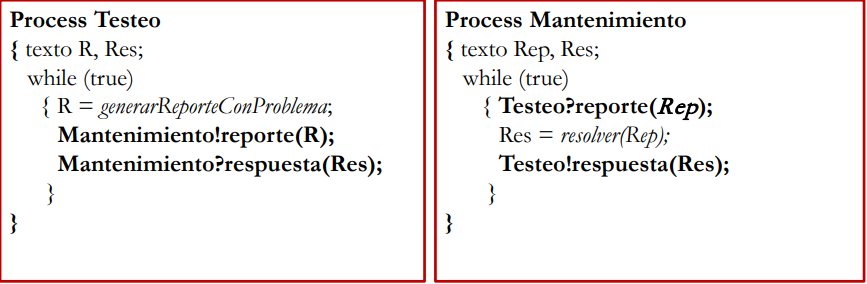 Process Testeo
{ texto R, Res;
while (true)
{ R = generarReporteConProblema;
Mantenimiento!reporte(R);
Mantenimiento?respuesta(Res);
}
}
Process Mantenimiento
{ texto Rep, Res;
while (true)
{ Testeo?reporte(Rep);
Res = resolver(Rep);
Testeo!respuesta(Res);
}
}